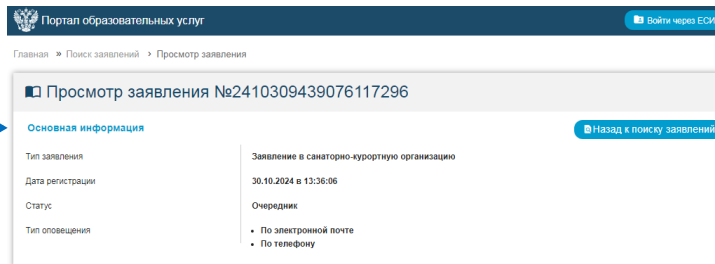 Портал образовательных услуг
Войти через ЕСИ
Главная » Поиск заявлений › Просмотр заявления
Просмотр заявления №2410309439076117296
Основная информация
Назад к поиску заявлений
Тип заявления Заявление в санаторно-курортную организацию
Дата регистрации 30.10.2024 в 13:36:06
Статус Очередник
Тип оповещения • По электронной почте
• По телефону